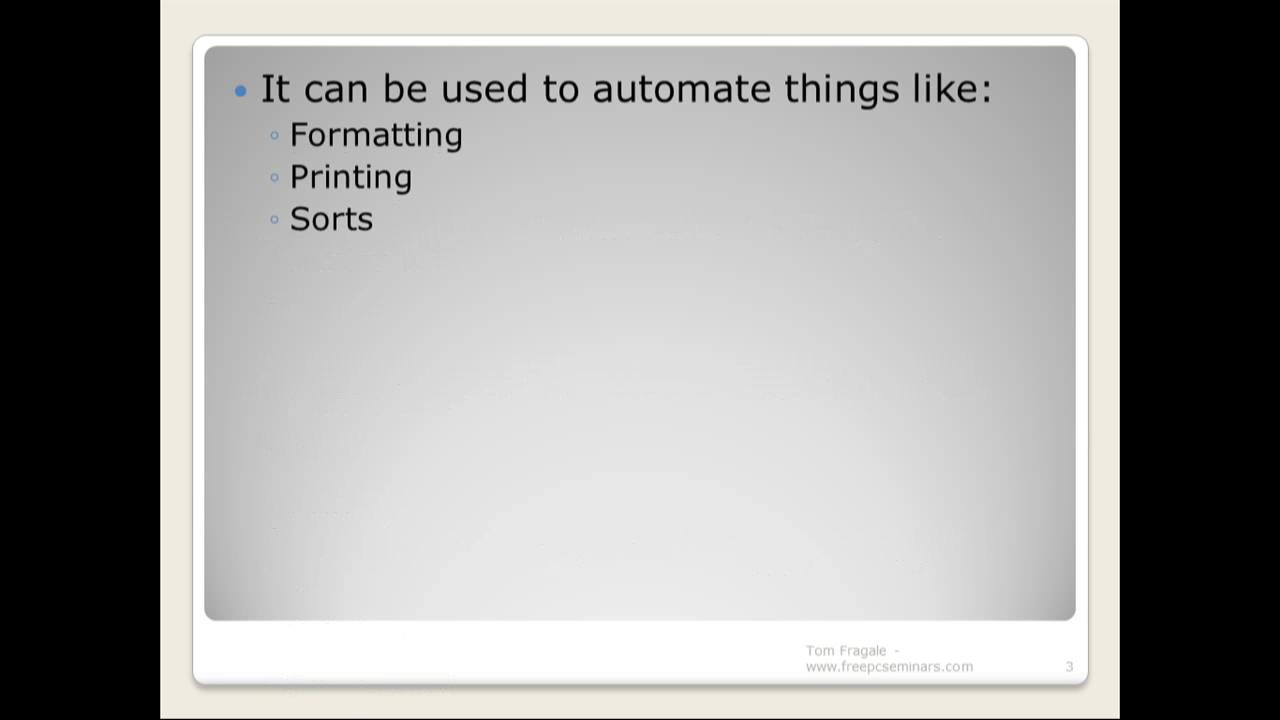 It can be used to automate things like:
Formatting
Printing
Sorts
Tom Fragale -
www.freepcseminars.com
3